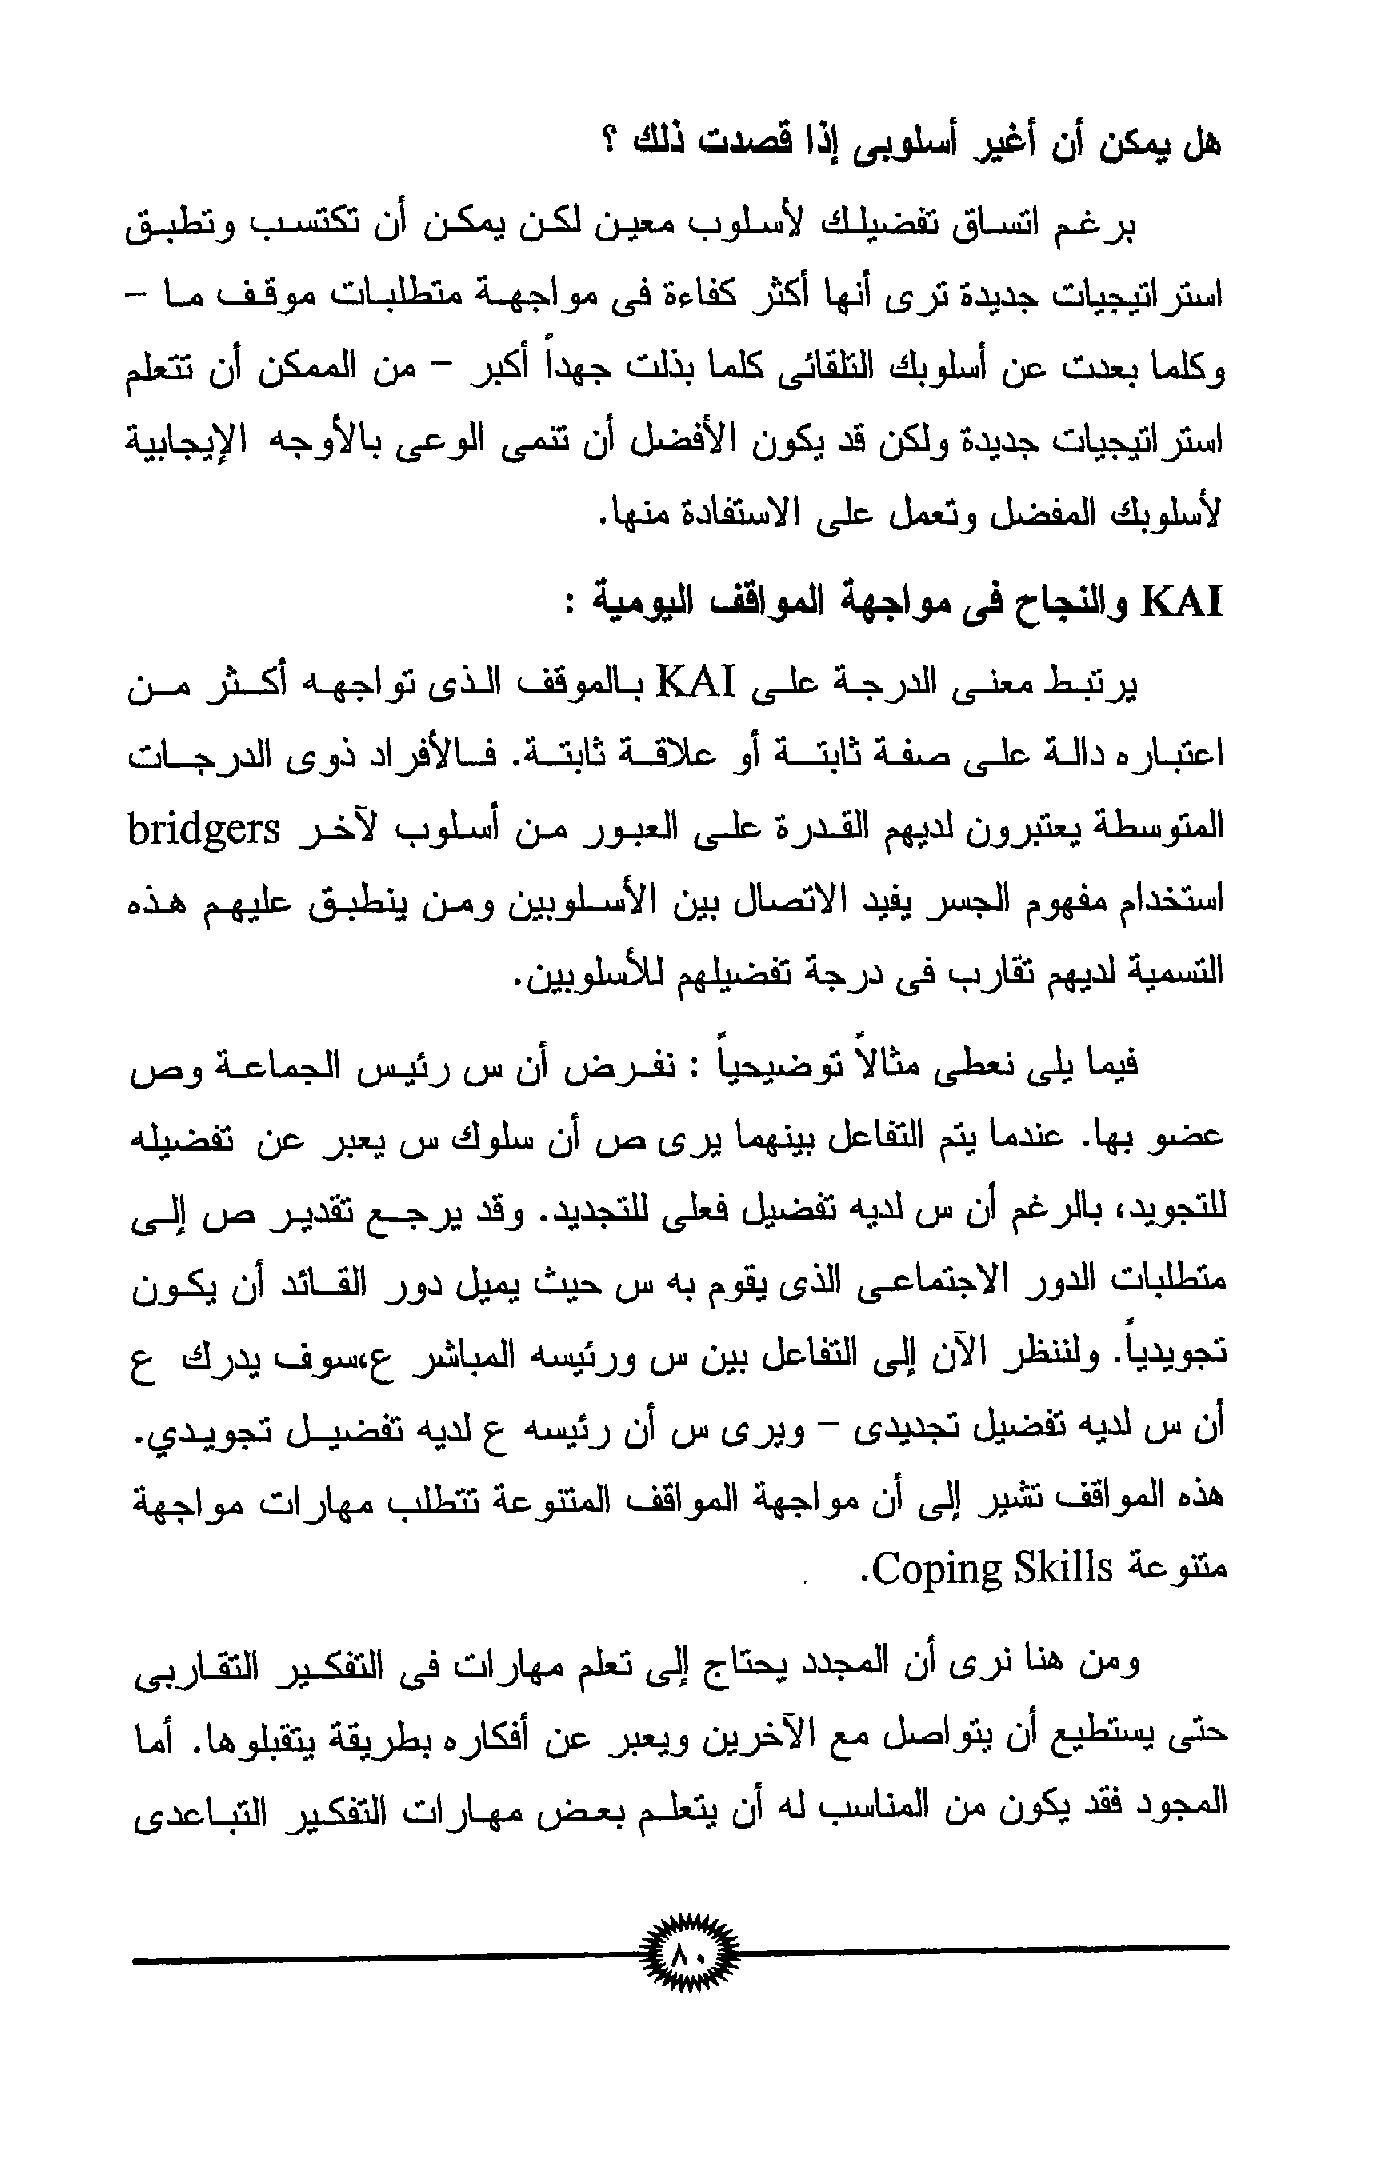 هل يمكن أن أغير أسلوبى إذا قصدت ذلك ؟
برغم اتساق تفضيلك لأسلوب معين لكن يمكن أن تكتسب وتطبق
استراتيجيات جديدة ترى أنها أكثر كفاءة فى مواجهة متطلبات موقف ما –
وكلما بعدت عن أسلوبك التلقائى كلما بذلت جهداً أكبر – من الممكن أن تتعلم
استراتيجيات جديدة ولكن قد يكون الأفضل أن تنمى الوعى بالأوجه الإيجابية
لأسلوبك المفضل وتعمل على الاستفادة منها.
KAI والنجاح فى مواجهة المواقف اليومية :
يرتبط معنى الدرجة على KAI بالموقف الذى تواجهه أكثر من
اعتباره دالة على صفة ثابتة أو علاقة ثابتة. فالأفراد ذوى الدرجات
المتوسطة يعتبرون لديهم القدرة على العبور من أسلوب لآخر bridgers
استخدام مفهوم الجسر يفيد الاتصال بين الأسلوبين ومن ينطبق عليهم هذه
التسمية لديهم تقارب فى درجة تفضيلهم للأسلوبين.
فيما يلى نعطى مثالاً توضيحياً : نفرض أن س رئيس الجماعة وص
عضو بها. عندما يتم التفاعل بينهما يرى ص أن سلوك س يعبر عن تفضيله
للتجويد، بالرغم أن س لديه تفضيل فعلى للتجديد. وقد يرجع تقدير ص إلى
متطلبات الدور الاجتماعى الذى يقوم به س حيث يميل دور القائد أن يكون
تجويدياً. ولننظر الآن إلى التفاعل بين س ورئيسه المباشر ع،سوف يدرك ع
أن س لديه تفضيل تجديدى – ويرى س أن رئيسه ع لديه تفضيل تجويدي.
هذه المواقف تشير إلى أن مواجهة المواقف المتنوعة تتطلب مهارات مواجهة
متنوعة Coping Skills.
ومن هنا نرى أن المجدد يحتاج إلى تعلم مهارات فى التفكير التقاربى
حتى يستطيع أن يتواصل مع الآخرين ويعبر عن أفكاره بطريقة يتقبلوها. أما
المجود فقد يكون من المناسب له أن يتعلم بعض مهارات التفكير التباعدى
٨٠